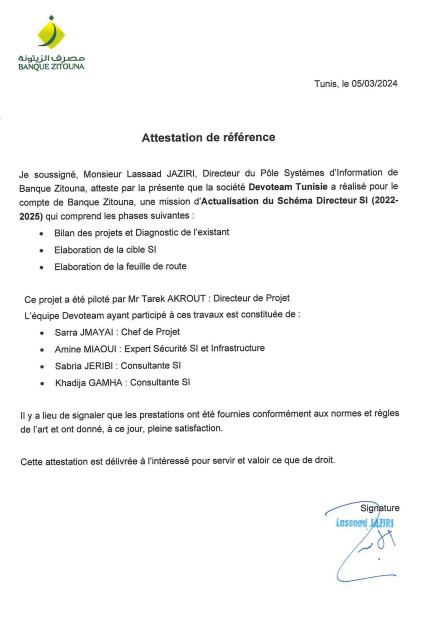 مصرف الزيتونة
BANQUE ZITOUNA
Tunis, le 05/03/2024
Attestation de référence
Je soussigné, Monsieur Lassaad JAZIRI, Directeur du Pôle Systèmes d'Information de
Banque Zitouna, atteste par la présente que la société Devoteam Tunisie a réalisé pour le
compte de Banque Zitouna, une mission d'Actualisation du Schéma Directeur SI (2022-
2025) qui comprend les phases suivantes :
• Bilan des projets et Diagnostic de l'existant
• Elaboration de la cible SI
• Elaboration de la feuille de route
Ce projet a été piloté par Mr Tarek AKROUT : Directeur de Projet
L'équipe Devoteam ayant participé à ces travaux est constituée de :
• Sarra JMAYAI : Chef de Projet
• Amine MIAOUI : Expert Sécurité SI et Infrastructure
• Sabria JERIBI : Consultante SI
• Khadija GAMHA : Consultante SI
Il y a lieu de signaler que les prestations ont été fournies conformément aux normes et règles
de l'art et ont donné, à ce jour, pleine satisfaction.
Cette attestation est délivrée à l'intéressé pour servir et valoir ce que de droit.
Signature
Lassaad JAZIRI